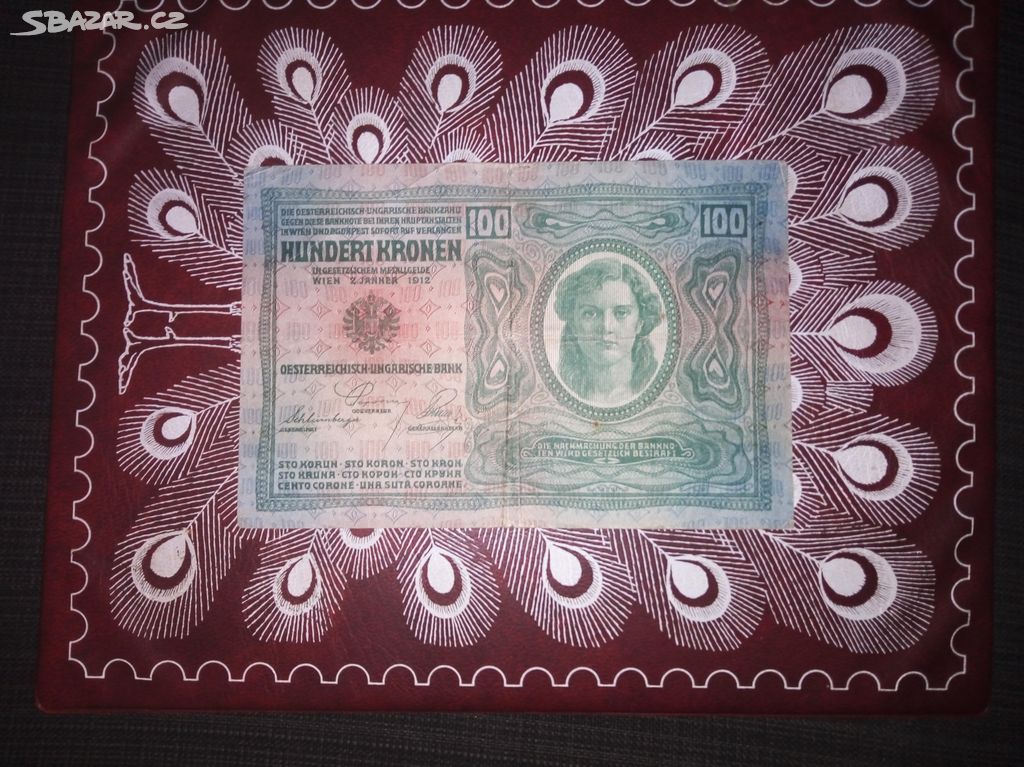 SBAZAR.CZ
DIE OESTERREICHISCH-UNGARISCHE BANK ZAHLT
GEGEN DIESE BANKNOTE BEI IHREN HAUPTANSTALTEN
IN WIEN UND BUDAPEST SOFORT AUF VERLANGEN
HUNDERT KRONEN
IN GESETZLICHEM METALLGELDE
WIEN 2. JÄNNER 1912
OESTERREICHISCH-UNGARISCHE BANK
GOUVERNEUR
GENERALRAT
GENERALSEKRETÄR
STO KORUN · STO KORON · STO KRON
STO KRUNA · СТО КОРОН · СТО КРУНА
CENTO CORONE · UNA SUTĂ COROANE
100
100
DIE NACHMACHUNG DER BANKNO
TEN WIRD GESETZLICH BESTRAFT